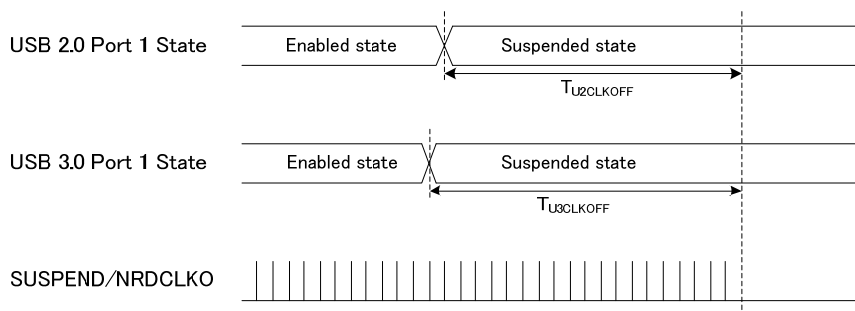 USB 2.0 Port 1 State
Enabled state
Suspended state
TU2CLKOFF
USB 3.0 Port 1 State
Enabled state
Suspended state
TU3CLKOFF
SUSPEND/NRDCLKO